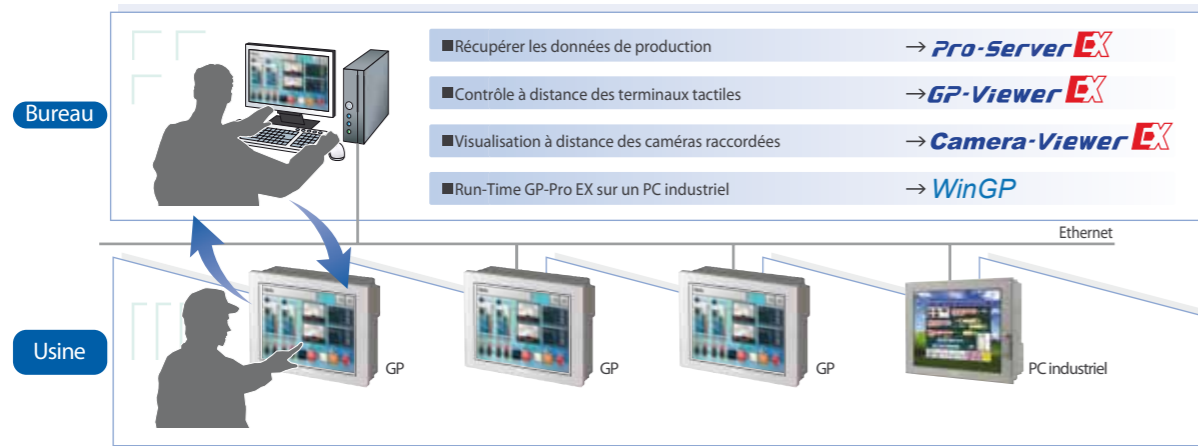 Bureau
■Récupérer les données de production → Pro-Server EX
■Contrôle à distance des terminaux tactiles → GP-Viewer EX
■Visualisation à distance des caméras raccordées → Camera-Viewer EX
■Run-Time GP-Pro EX sur un PC industriel → WinGP
Ethernet
Usine
GP
GP
GP
PC industriel